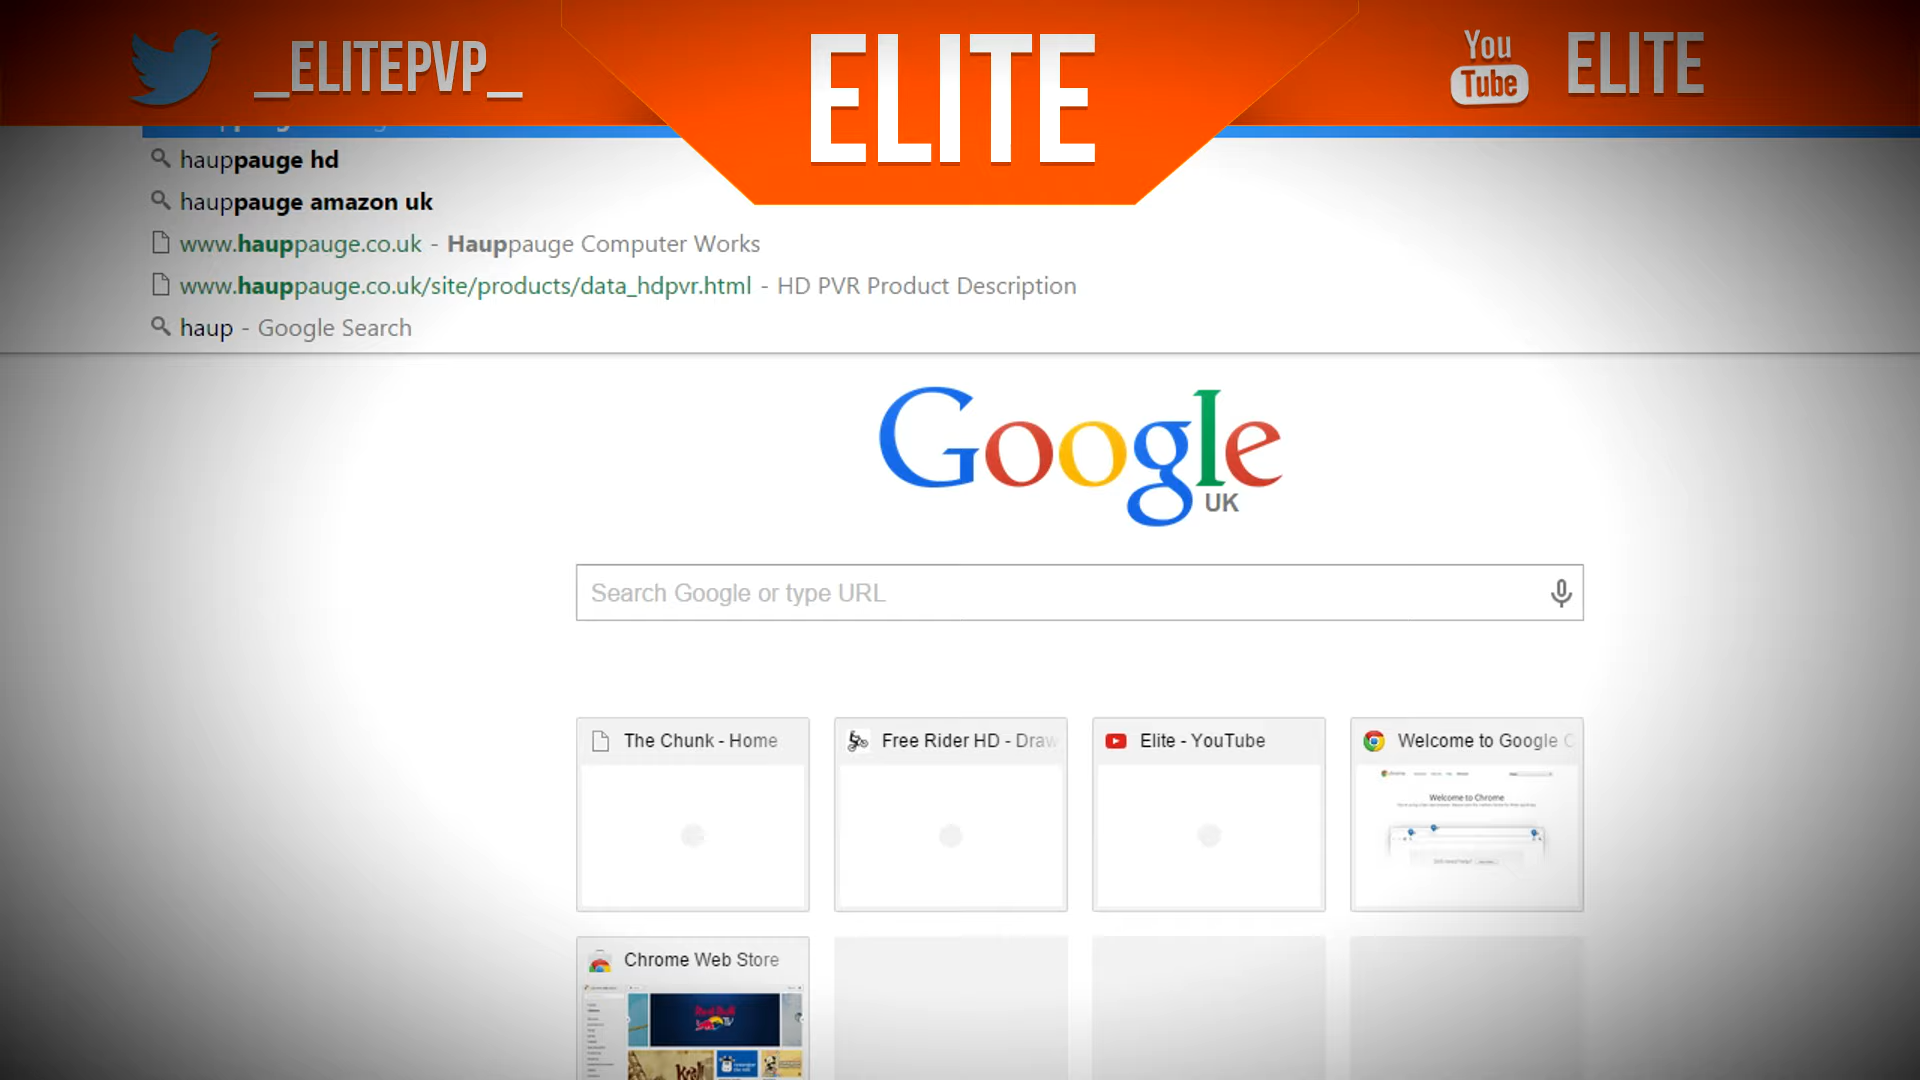 _ELITEPVP_
ELITE
You
Tube
ELITE
hauppauge hd
hauppauge amazon uk
www.hauppauge.co.uk - Hauppauge Computer Works
www.hauppauge.co.uk/site/products/data_hdpvr.html - HD PVR Product Description
haup - Google Search
Google
UK
Search Google or type URL
The Chunk - Home
Free Rider HD - Draw
Elite - YouTube
Welcome to Google C
Welcome to Chrome
Chrome Web Store
Red Bull
TV